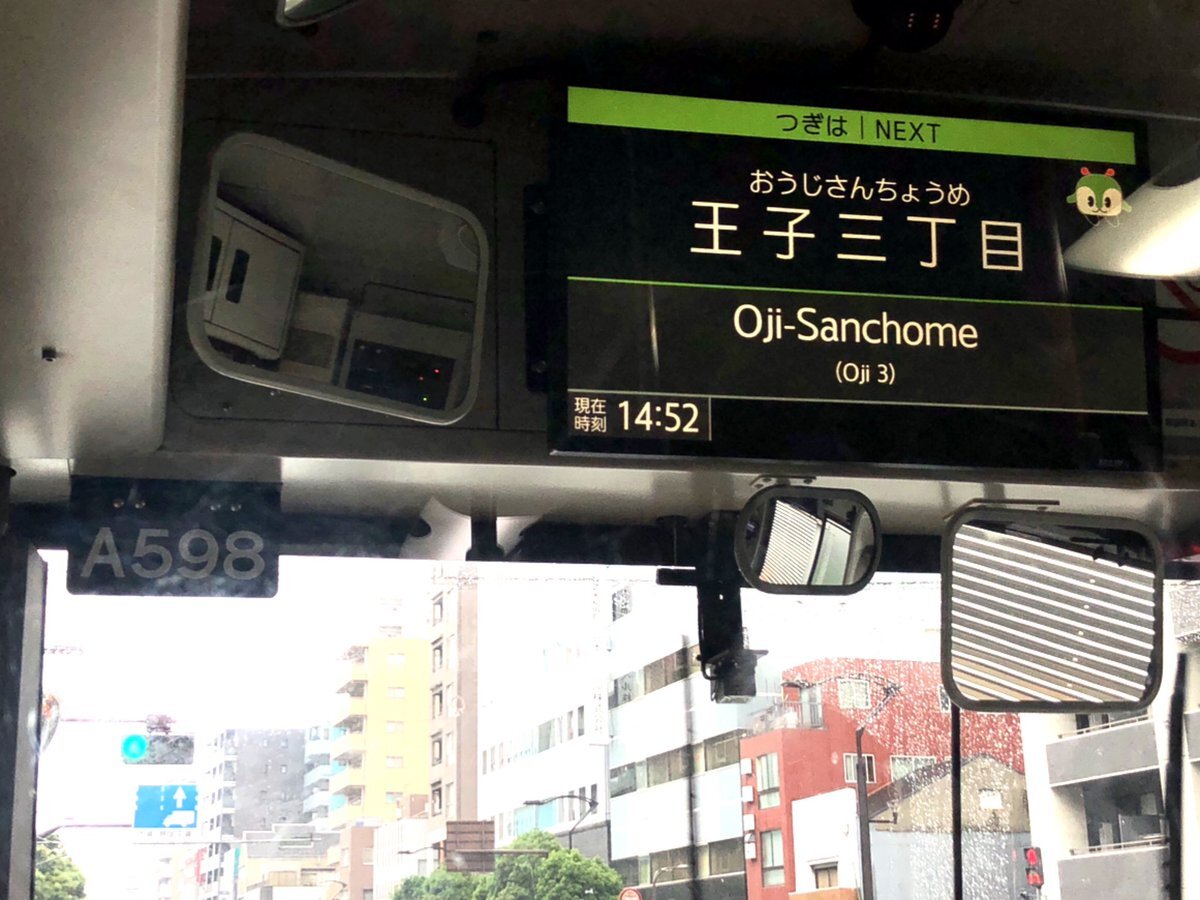 つぎは｜NEXT
おうじさんちょうめ
王子三丁目
Oji-Sanchome
(Oji 3)
現在
時刻
14:52
A598